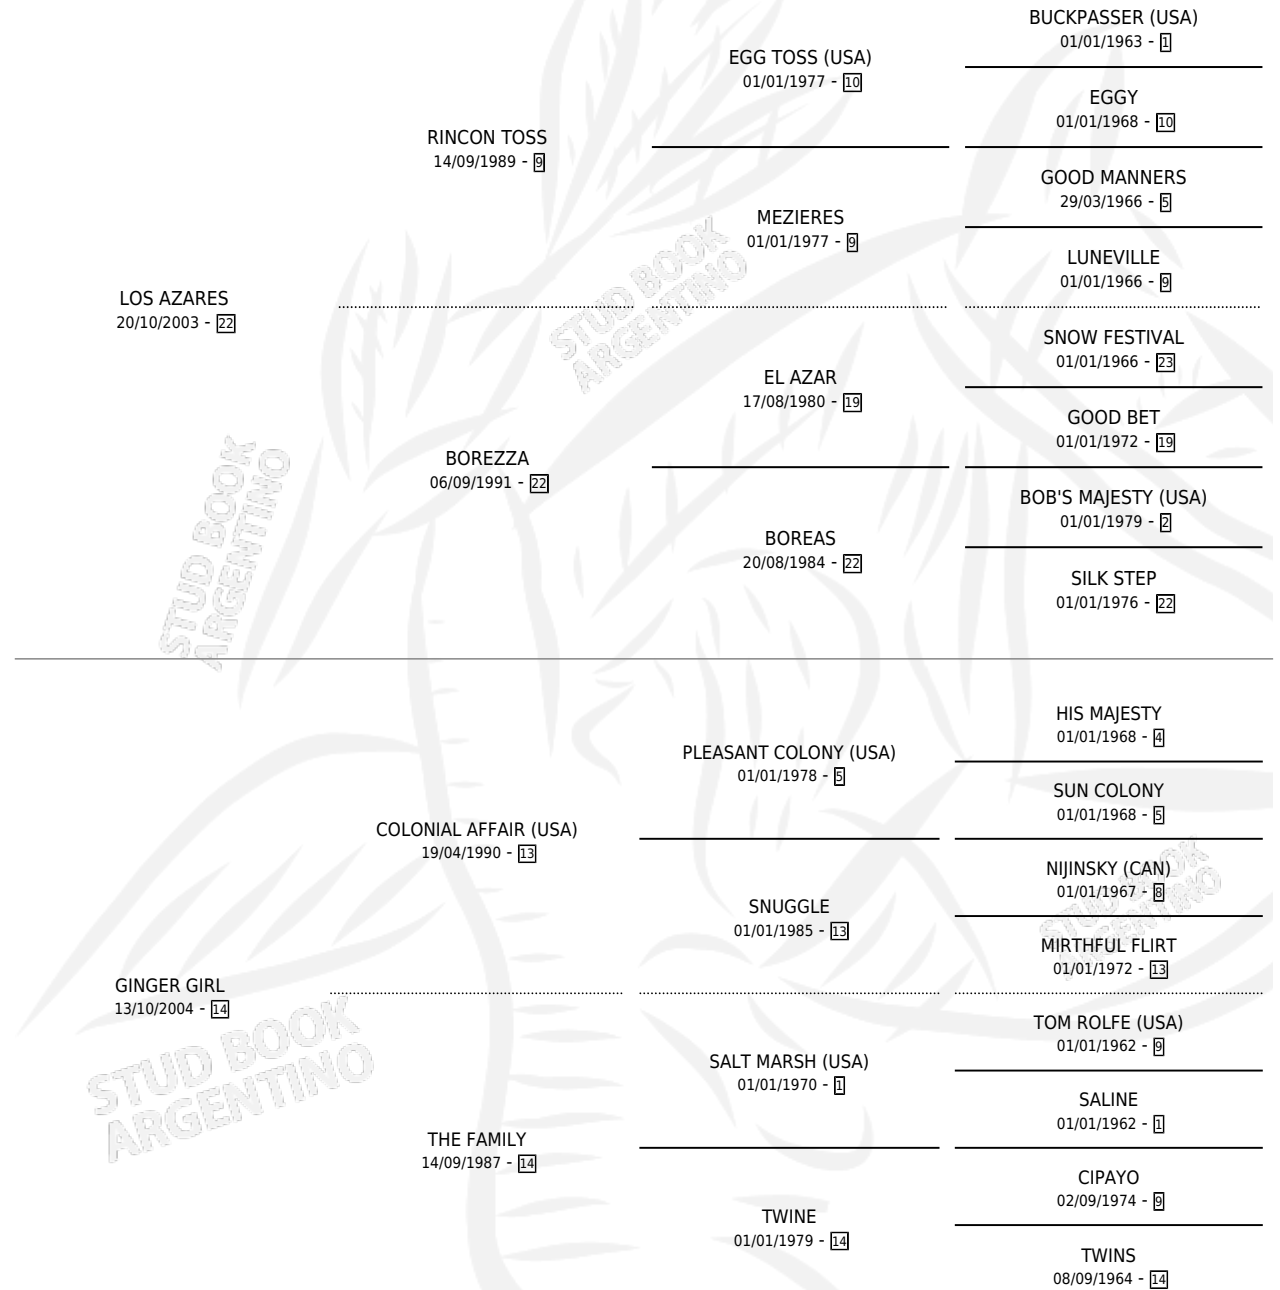 BUCKPASSER (USA)
01/01/1963 - 1
EGG TOSS (USA)
01/01/1977 - 10
EGGY
01/01/1968 - 10
RINCON TOSS
14/09/1989 - 9
GOOD MANNERS
29/03/1966 - 5
MEZIERES
01/01/1977 - 9
LUNEVILLE
01/01/1966 - 9
LOS AZARES
20/10/2003 - 22
STUD BOOK
ARGENTINO
SNOW FESTIVAL
01/01/1966 - 23
EL AZAR
17/08/1980 - 19
GOOD BET
01/01/1972 - 19
BOREZZA
06/09/1991 - 22
BOB'S MAJESTY (USA)
01/01/1979 - 2
BOREAS
20/08/1984 - 22
SILK STEP
01/01/1976 - 22
STUD BOOK
ARGENTINO
HIS MAJESTY
01/01/1968 - 4
PLEASANT COLONY (USA)
01/01/1978 - 5
SUN COLONY
01/01/1968 - 5
COLONIAL AFFAIR (USA)
19/04/1990 - 13
NIJINSKY (CAN)
01/01/1967 - 8
SNUGGLE
01/01/1985 - 13
STUD BOOK
ARGENTINO
MIRTHFUL FLIRT
01/01/1972 - 13
GINGER GIRL
13/10/2004 - 14
STUD BOOK
ARGENTINO
TOM ROLFE (USA)
01/01/1962 - 9
SALT MARSH (USA)
01/01/1970 - 1
SALINE
01/01/1962 - 1
THE FAMILY
14/09/1987 - 14
CIPAYO
02/09/1974 - 9
TWINE
01/01/1979 - 14
TWINS
08/09/1964 - 14